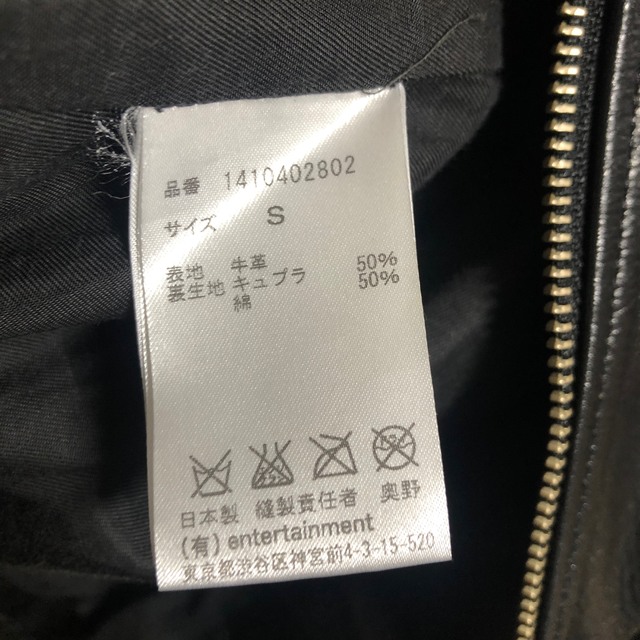 品番 1410402802
サイズ S
表地 牛革
裏生地 キュプラ 50%
綿 50%
日本製 縫製責任者 奥野
(有) entertainment
東京都渋谷区神宮前4-3-15-520